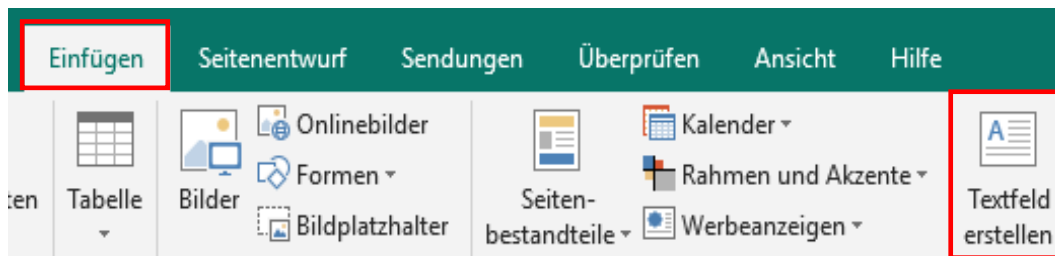 Einfügen Seitenentwurf Sendungen Überprüfen Ansicht Hilfe
Onlinebilder
Kalender
Formen
Rahmen und Akzente
ten Tabelle Bilder Seiten- Textfeld
Bildplatzhalter bestandteile Werbeanzeigen erstellen